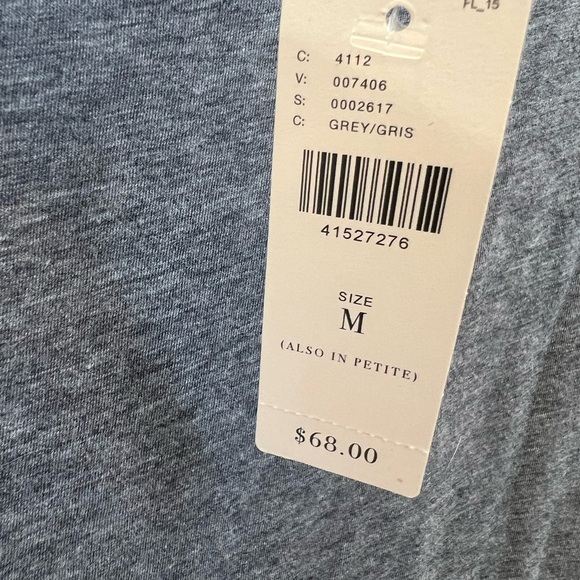 FL_15
C: 4112
V: 007406
S: 0002617
C: GREY/GRIS
41527276
SIZE
M
(ALSO IN PETITE)
$68.00